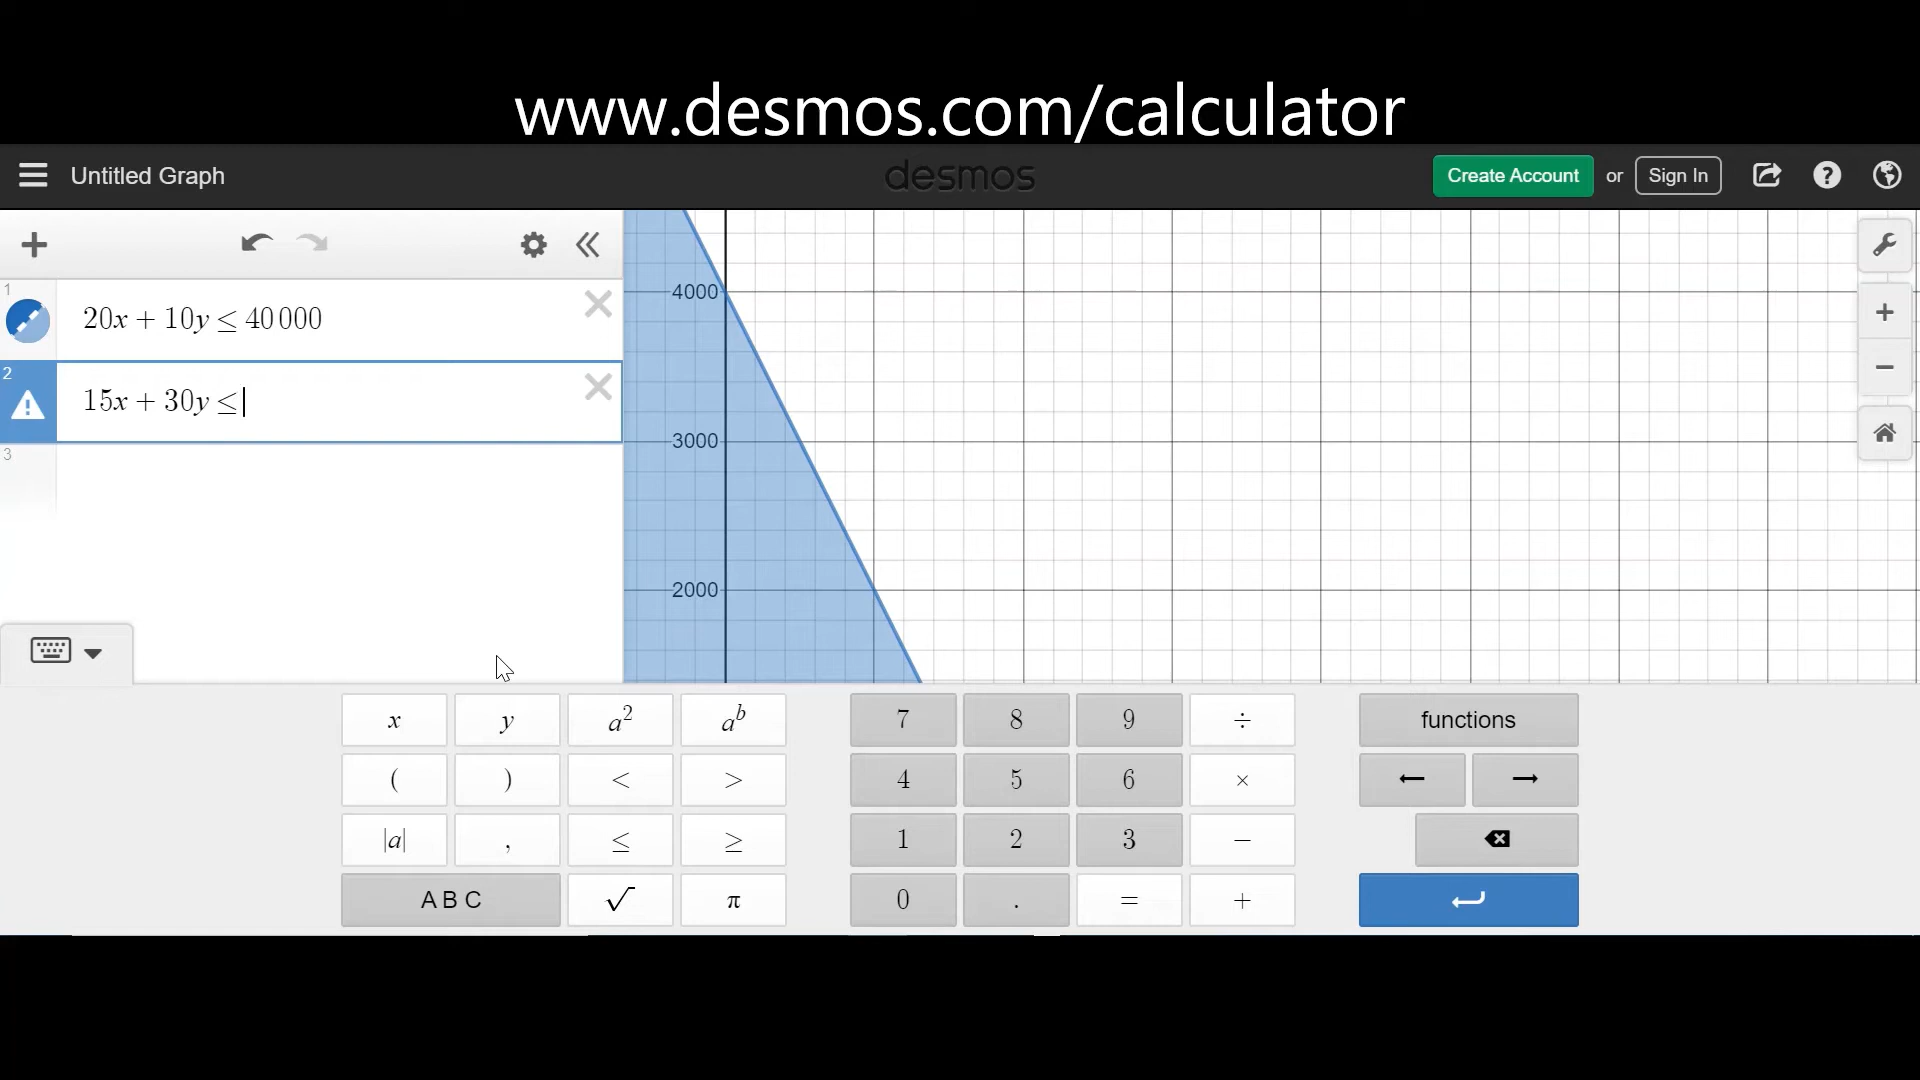 www.desmos.com/calculator
Untitled Graph
desmos
Create Account or Sign In
1
20x + 10y ≤ 40 000
2
15x + 30y ≤
3
4000
3000
2000
x y a² aᵇ 7 8 9 ÷ functions
( ) < > 4 5 6 × ← →
|a| , ≤ ≥ 1 2 3 −
A B C √ π 0 . = +